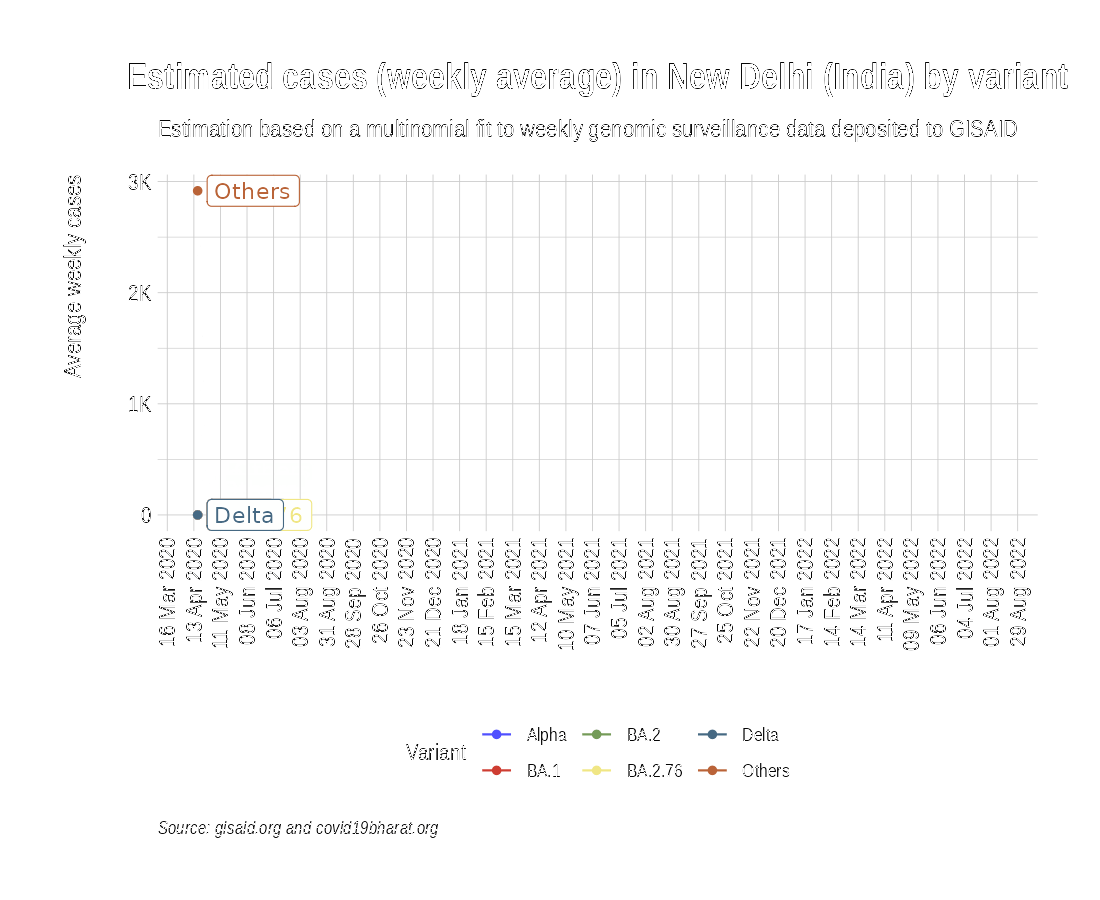 Estimated cases (weekly average) in New Delhi (India) by variant
Estimation based on a multinomial fit to weekly genomic surveillance data deposited to GISAID
Average weekly cases
3K
2K
1K
0
Others
Delta
6
16 Mar 2020
13 Apr 2020
11 May 2020
08 Jun 2020
06 Jul 2020
03 Aug 2020
31 Aug 2020
28 Sep 2020
26 Oct 2020
23 Nov 2020
21 Dec 2020
18 Jan 2021
15 Feb 2021
15 Mar 2021
12 Apr 2021
10 May 2021
07 Jun 2021
05 Jul 2021
02 Aug 2021
30 Aug 2021
27 Sep 2021
25 Oct 2021
22 Nov 2021
20 Dec 2021
17 Jan 2022
14 Feb 2022
14 Mar 2022
11 Apr 2022
09 May 2022
06 Jun 2022
04 Jul 2022
01 Aug 2022
29 Aug 2022
Variant
Alpha
BA.2
Delta
BA.1
BA.2.76
Others
Source: gisaid.org and covid19bharat.org